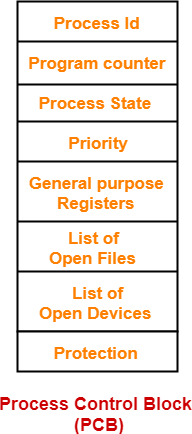 Process Id
Program counter
Process State
Priority
General purpose
Registers
List of
Open Files
List of
Open Devices
Protection
Process Control Block
(PCB)